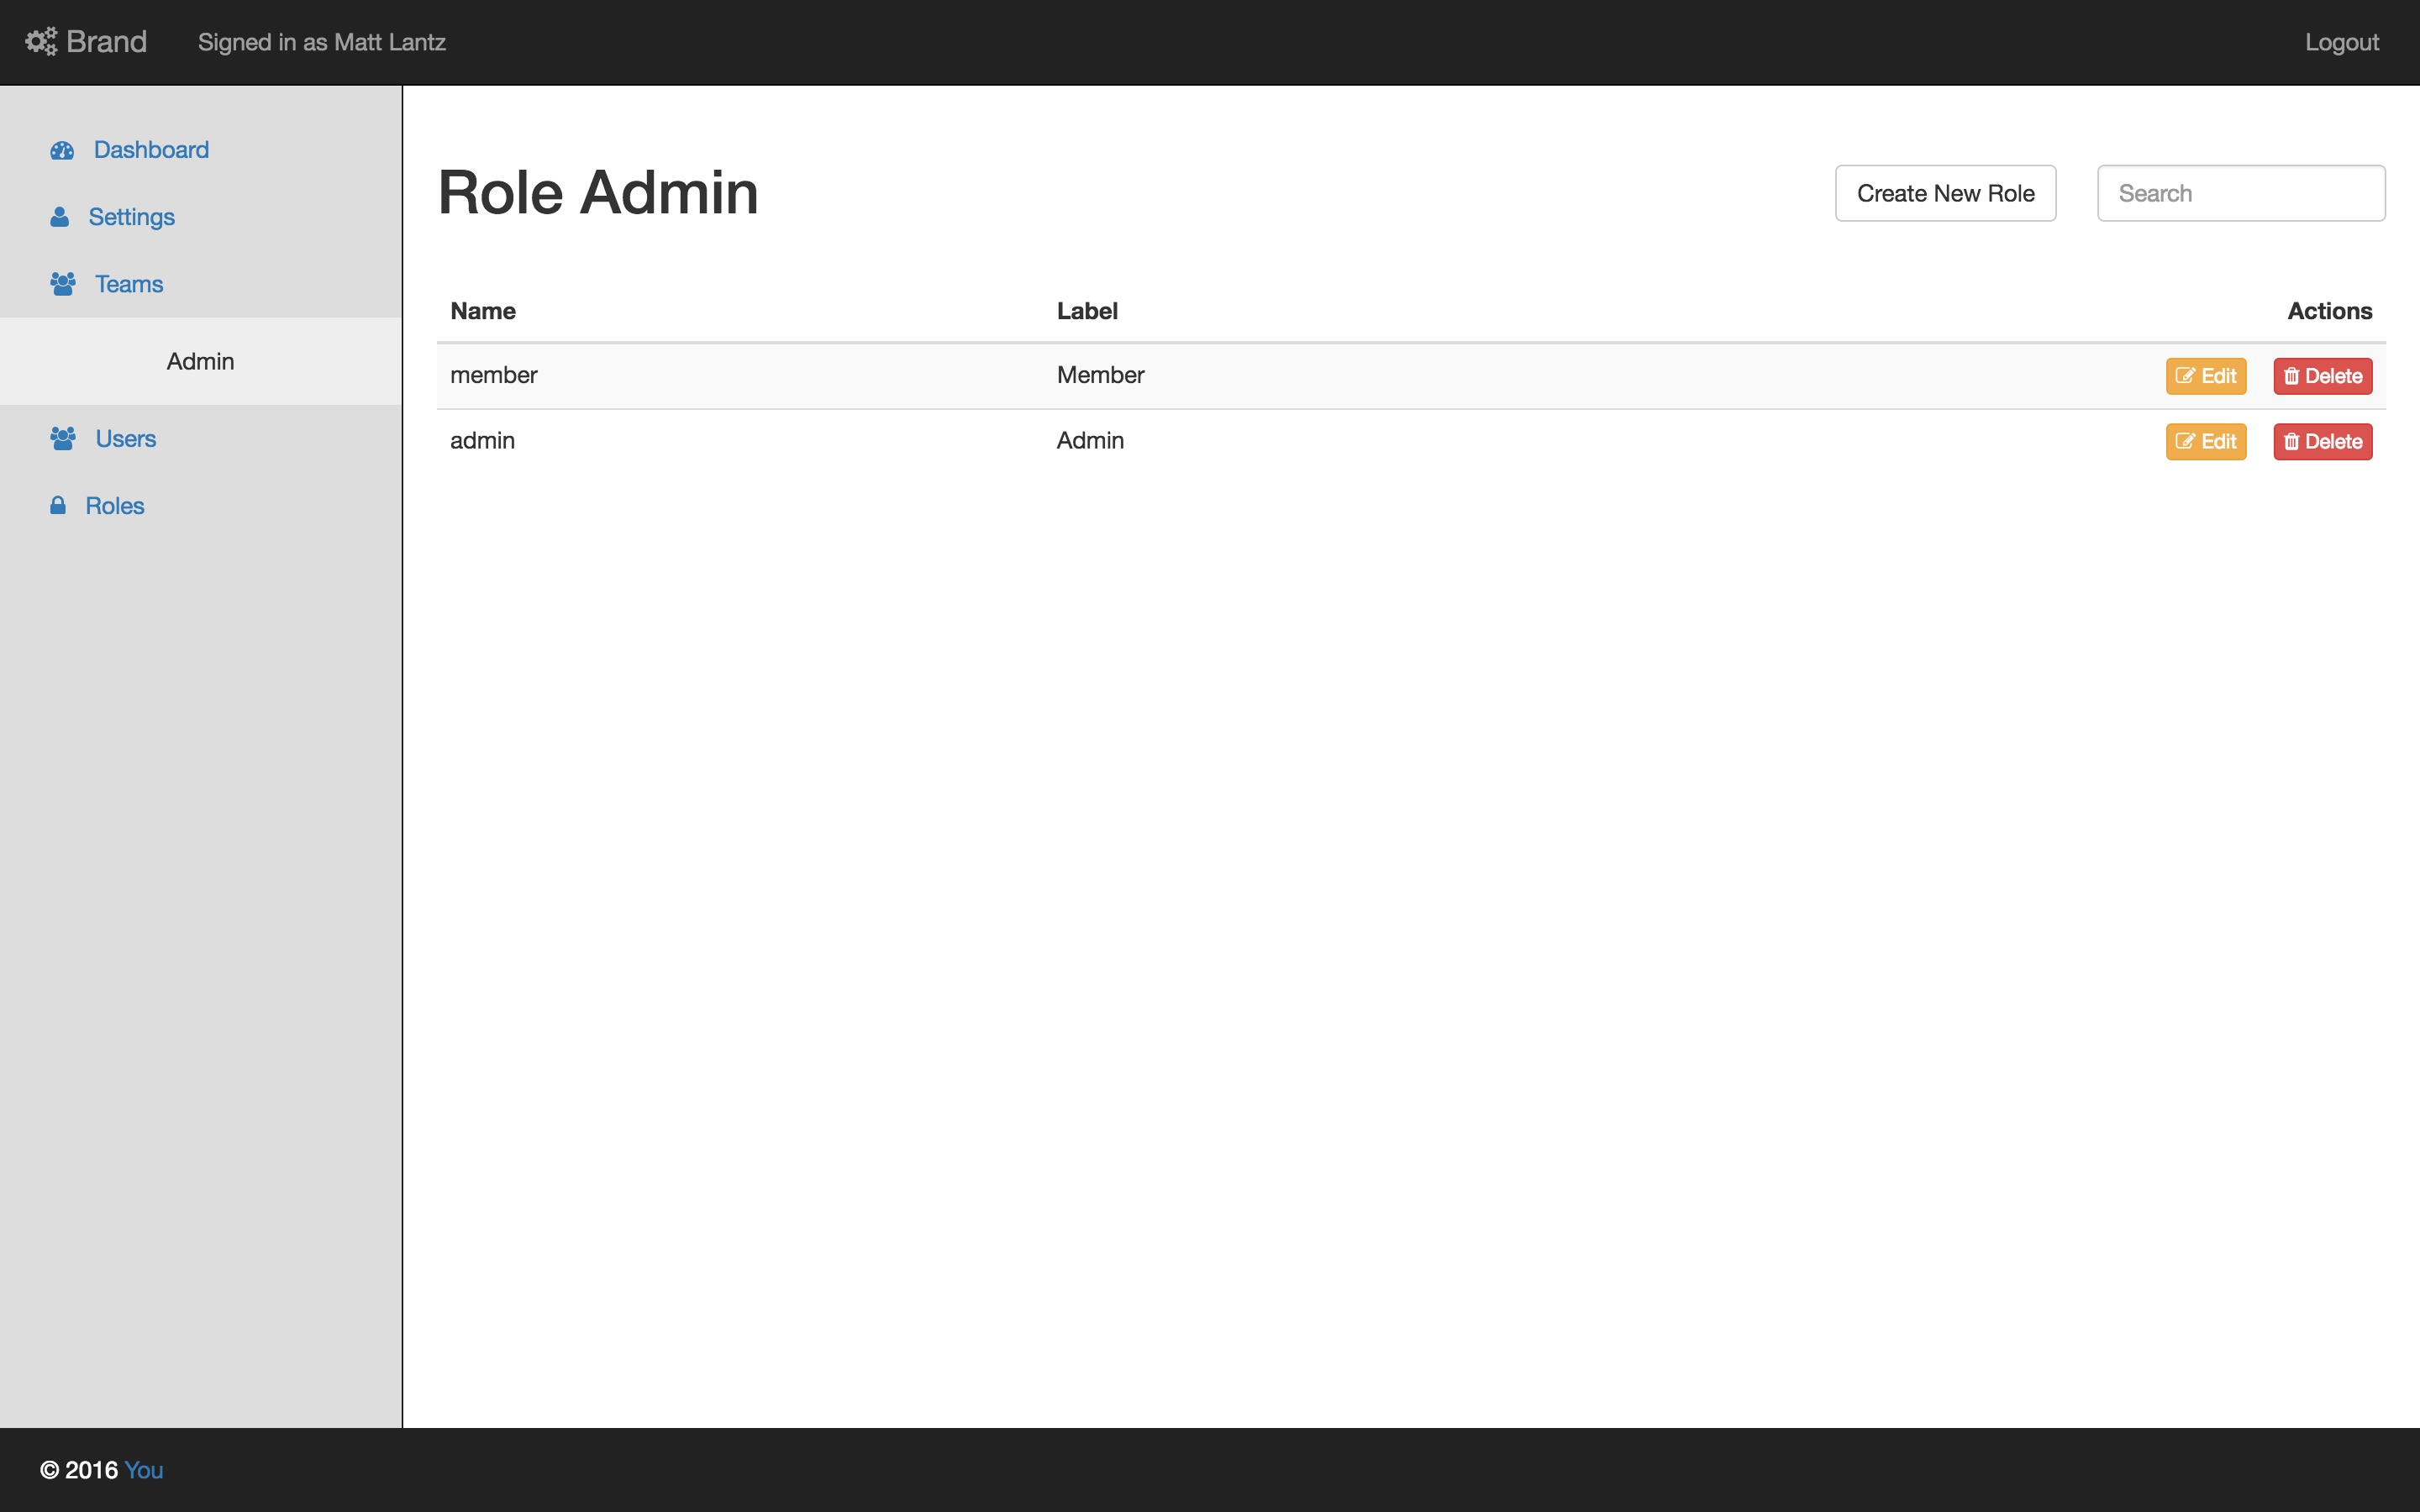 Brand Signed in as Matt Lantz Logout
Dashboard
Settings
Teams
Admin
Users
Roles
Role Admin Create New Role Search
Name Label Actions
member Member Edit Delete
admin Admin Edit Delete
© 2016 You